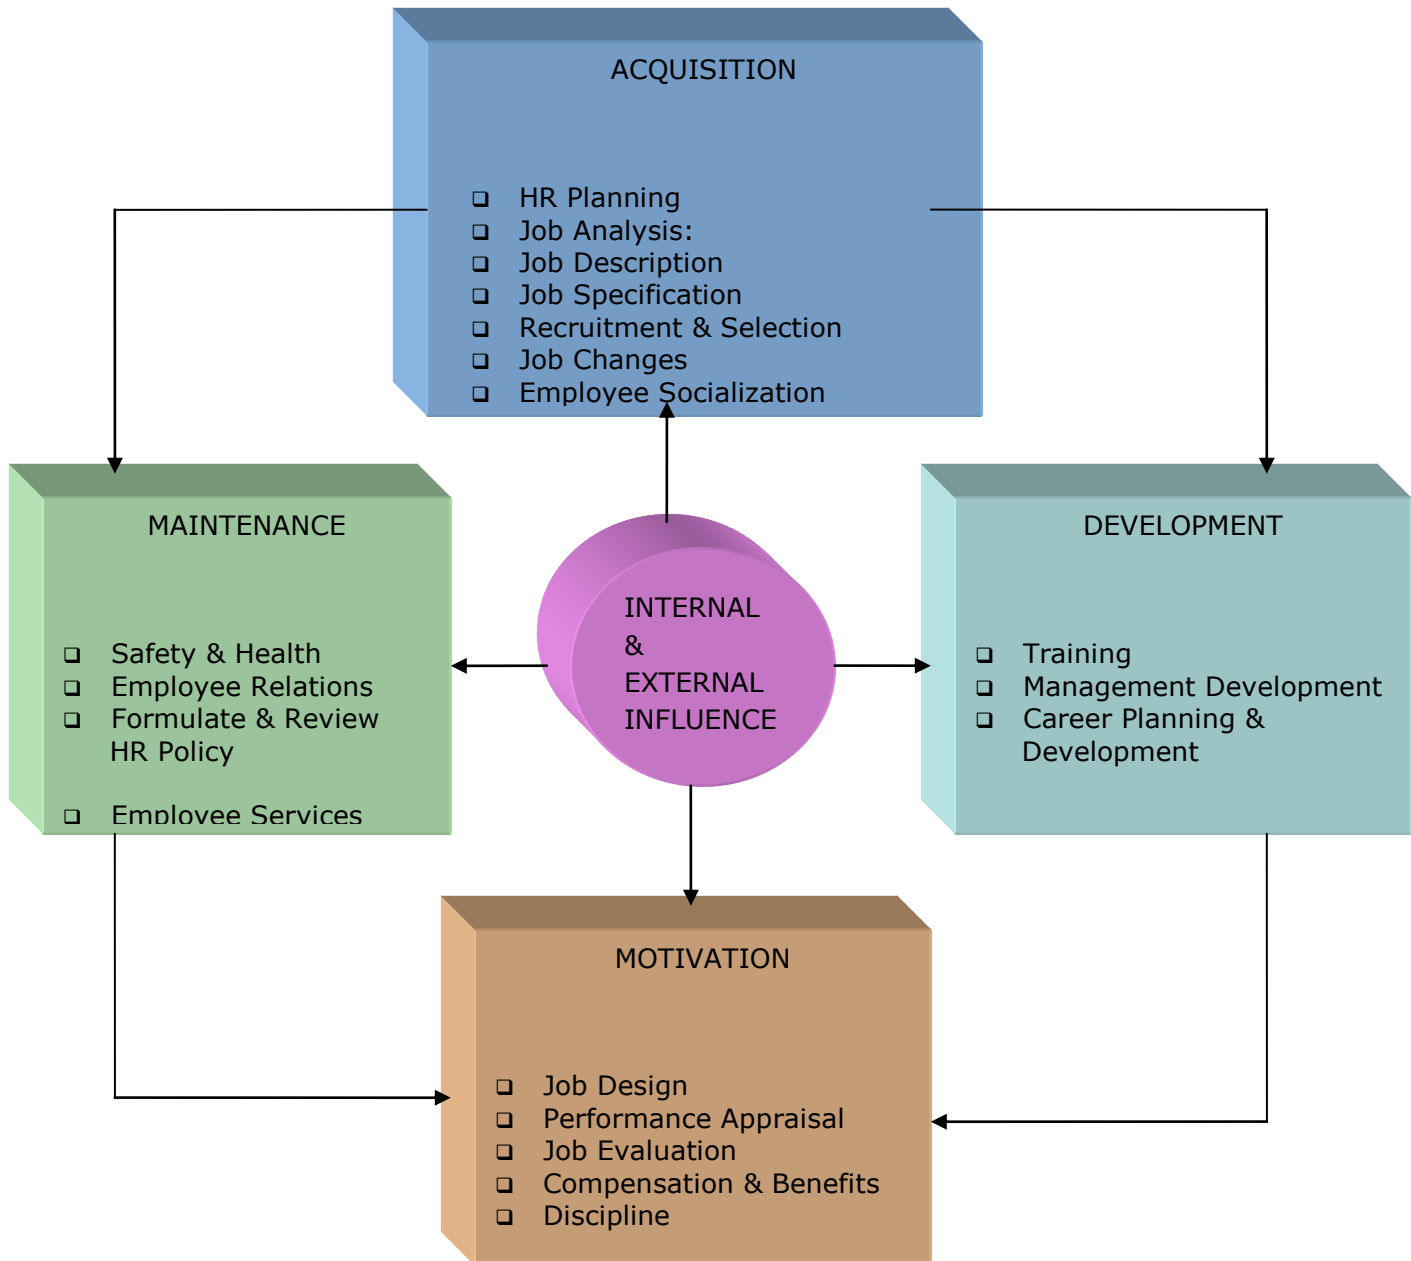 ACQUISITION
❑ HR Planning
❑ Job Analysis:
❑ Job Description
❑ Job Specification
❑ Recruitment & Selection
❑ Job Changes
❑ Employee Socialization
MAINTENANCE
❑ Safety & Health
❑ Employee Relations
❑ Formulate & Review
HR Policy
❑ Employee Services
INTERNAL
&
EXTERNAL
INFLUENCE
DEVELOPMENT
❑ Training
❑ Management Development
❑ Career Planning &
Development
MOTIVATION
❑ Job Design
❑ Performance Appraisal
❑ Job Evaluation
❑ Compensation & Benefits
❑ Discipline